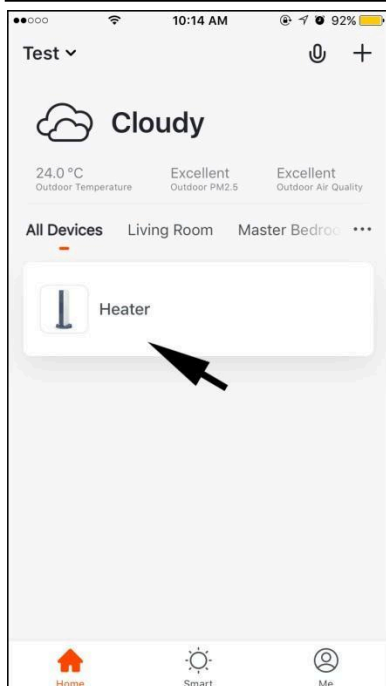 10:14 AM 92%
Test
Cloudy
24.0 °C Excellent Excellent
Outdoor Temperature Outdoor PM2.5 Outdoor Air Quality
All Devices Living Room Master Bedroo
Heater
Home Smart Me